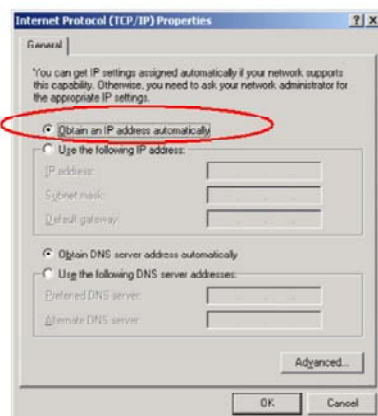 Internet Protocol (TCP/IP) Properties
General
You can get IP settings assigned automatically if your network supports
this capability. Otherwise, you need to ask your network administrator for
the appropriate IP settings.
Obtain an IP address automatically
Use the following IP address:
IP address:
Subnet mask:
Default gateway:
Obtain DNS server address automatically
Use the following DNS server addresses:
Preferred DNS server:
Alternate DNS server:
Advanced...
OK Cancel